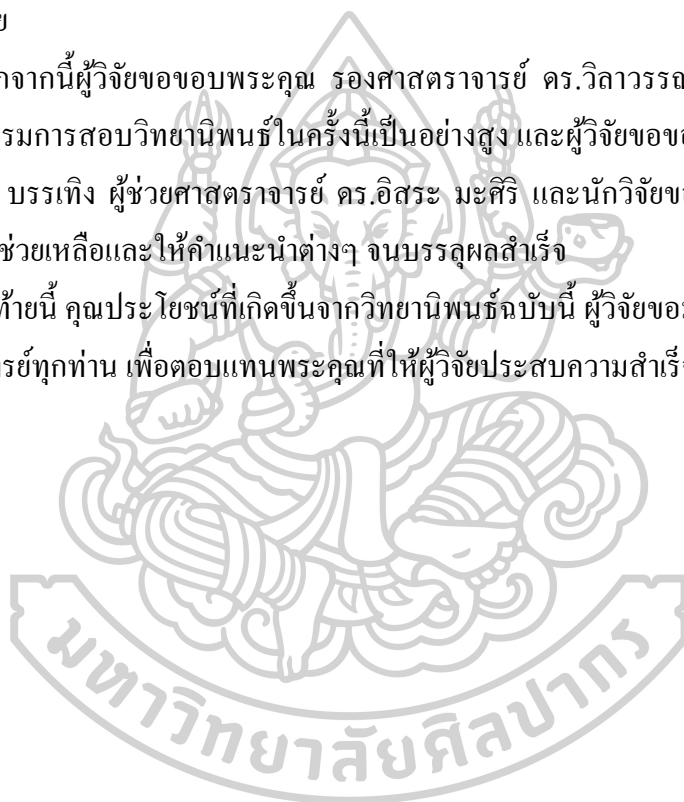 ย
กจากนี้ผู้วิจัยขอขอบพระคุณ รองศาสตราจารย์ ดร.วิลาวรรณ
รมการสอบวิทยานิพนธ์ในครั้งนี้เป็นอย่างสูง และผู้วิจัยขอขอ
บรรเทิง ผู้ช่วยศาสตราจารย์ ดร.อิสระ มะศิริ และนักวิจัยขอ
ช่วยเหลือและให้คำแนะนำต่างๆ จนบรรลุผลสำเร็จ
ท้ายนี้ คุณประโยชน์ที่เกิดขึ้นจากวิทยานิพนธ์ฉบับนี้ ผู้วิจัยขอ
รย์ทุกท่าน เพื่อตอบแทนพระคุณที่ให้ผู้วิจัยประสบความสำเร็จ
มหาวิทยาลัยศิลปากร